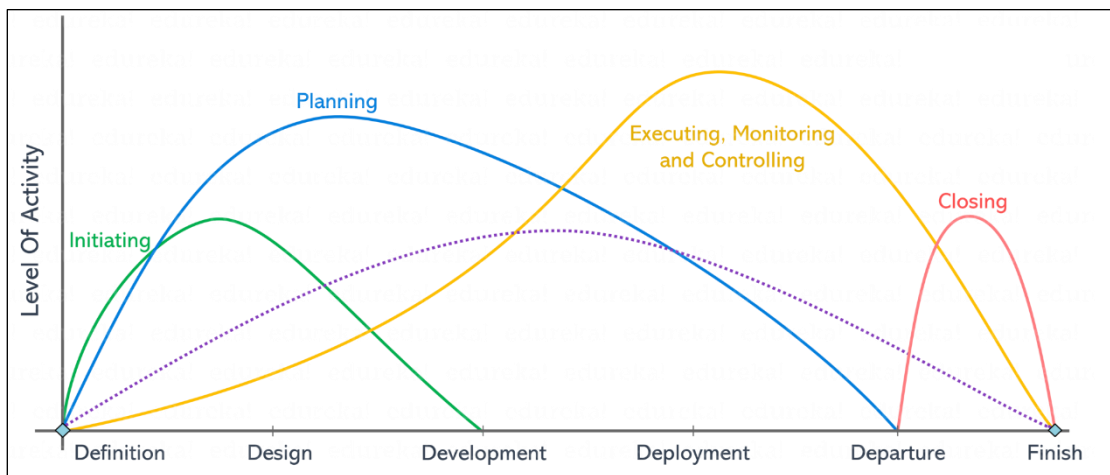 Planning
Executing, Monitoring
and Controlling
Closing
Initiating
Level Of Activity
Definition
Design
Development
Deployment
Departure
Finish